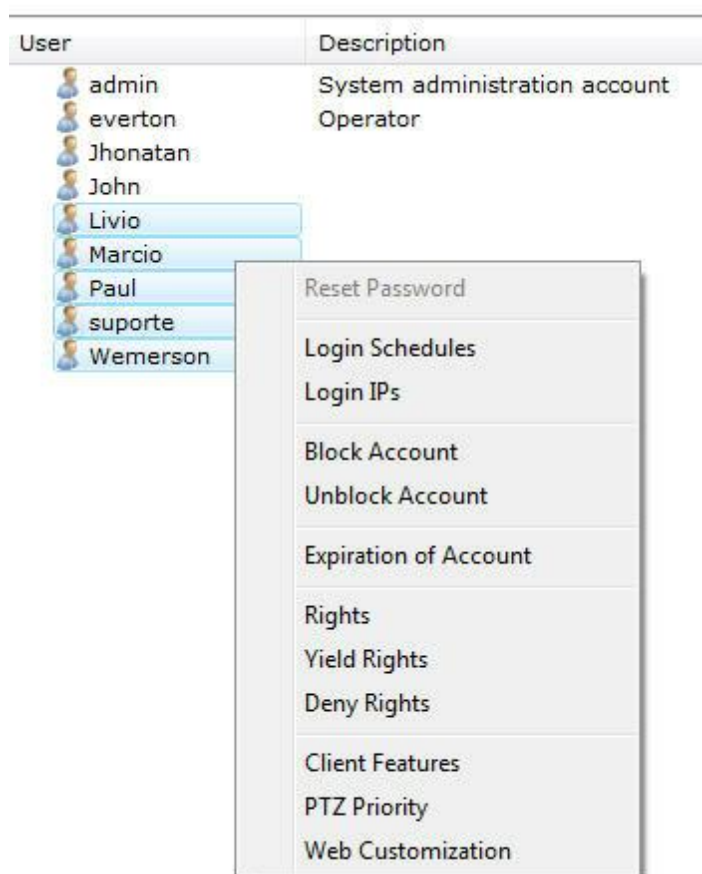 User Description
admin System administration account
everton Operator
Jhonatan
John
Livio
Marcio
Paul
suporte
Wemerson
Reset Password
Login Schedules
Login IPs
Block Account
Unblock Account
Expiration of Account
Rights
Yield Rights
Deny Rights
Client Features
PTZ Priority
Web Customization